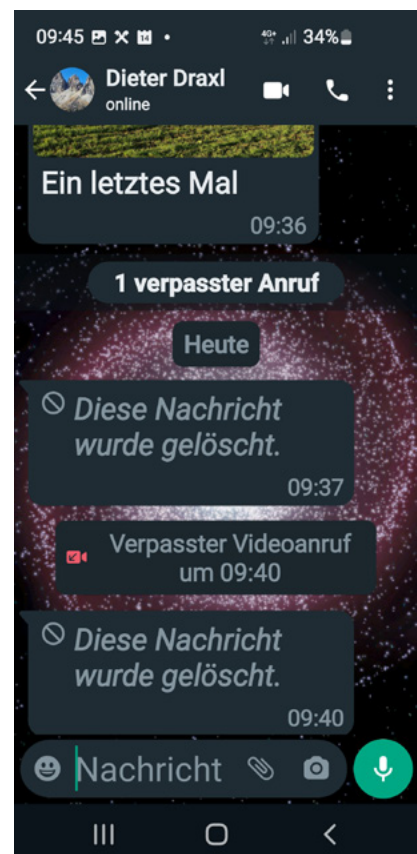 09:45 4G+ 34%
Dieter Draxl
online
Ein letztes Mal
09:36
1 verpasster Anruf
Heute
Diese Nachricht
wurde gelöscht.
09:37
Verpasster Videoanruf
um 09:40
Diese Nachricht
wurde gelöscht.
09:40
Nachricht